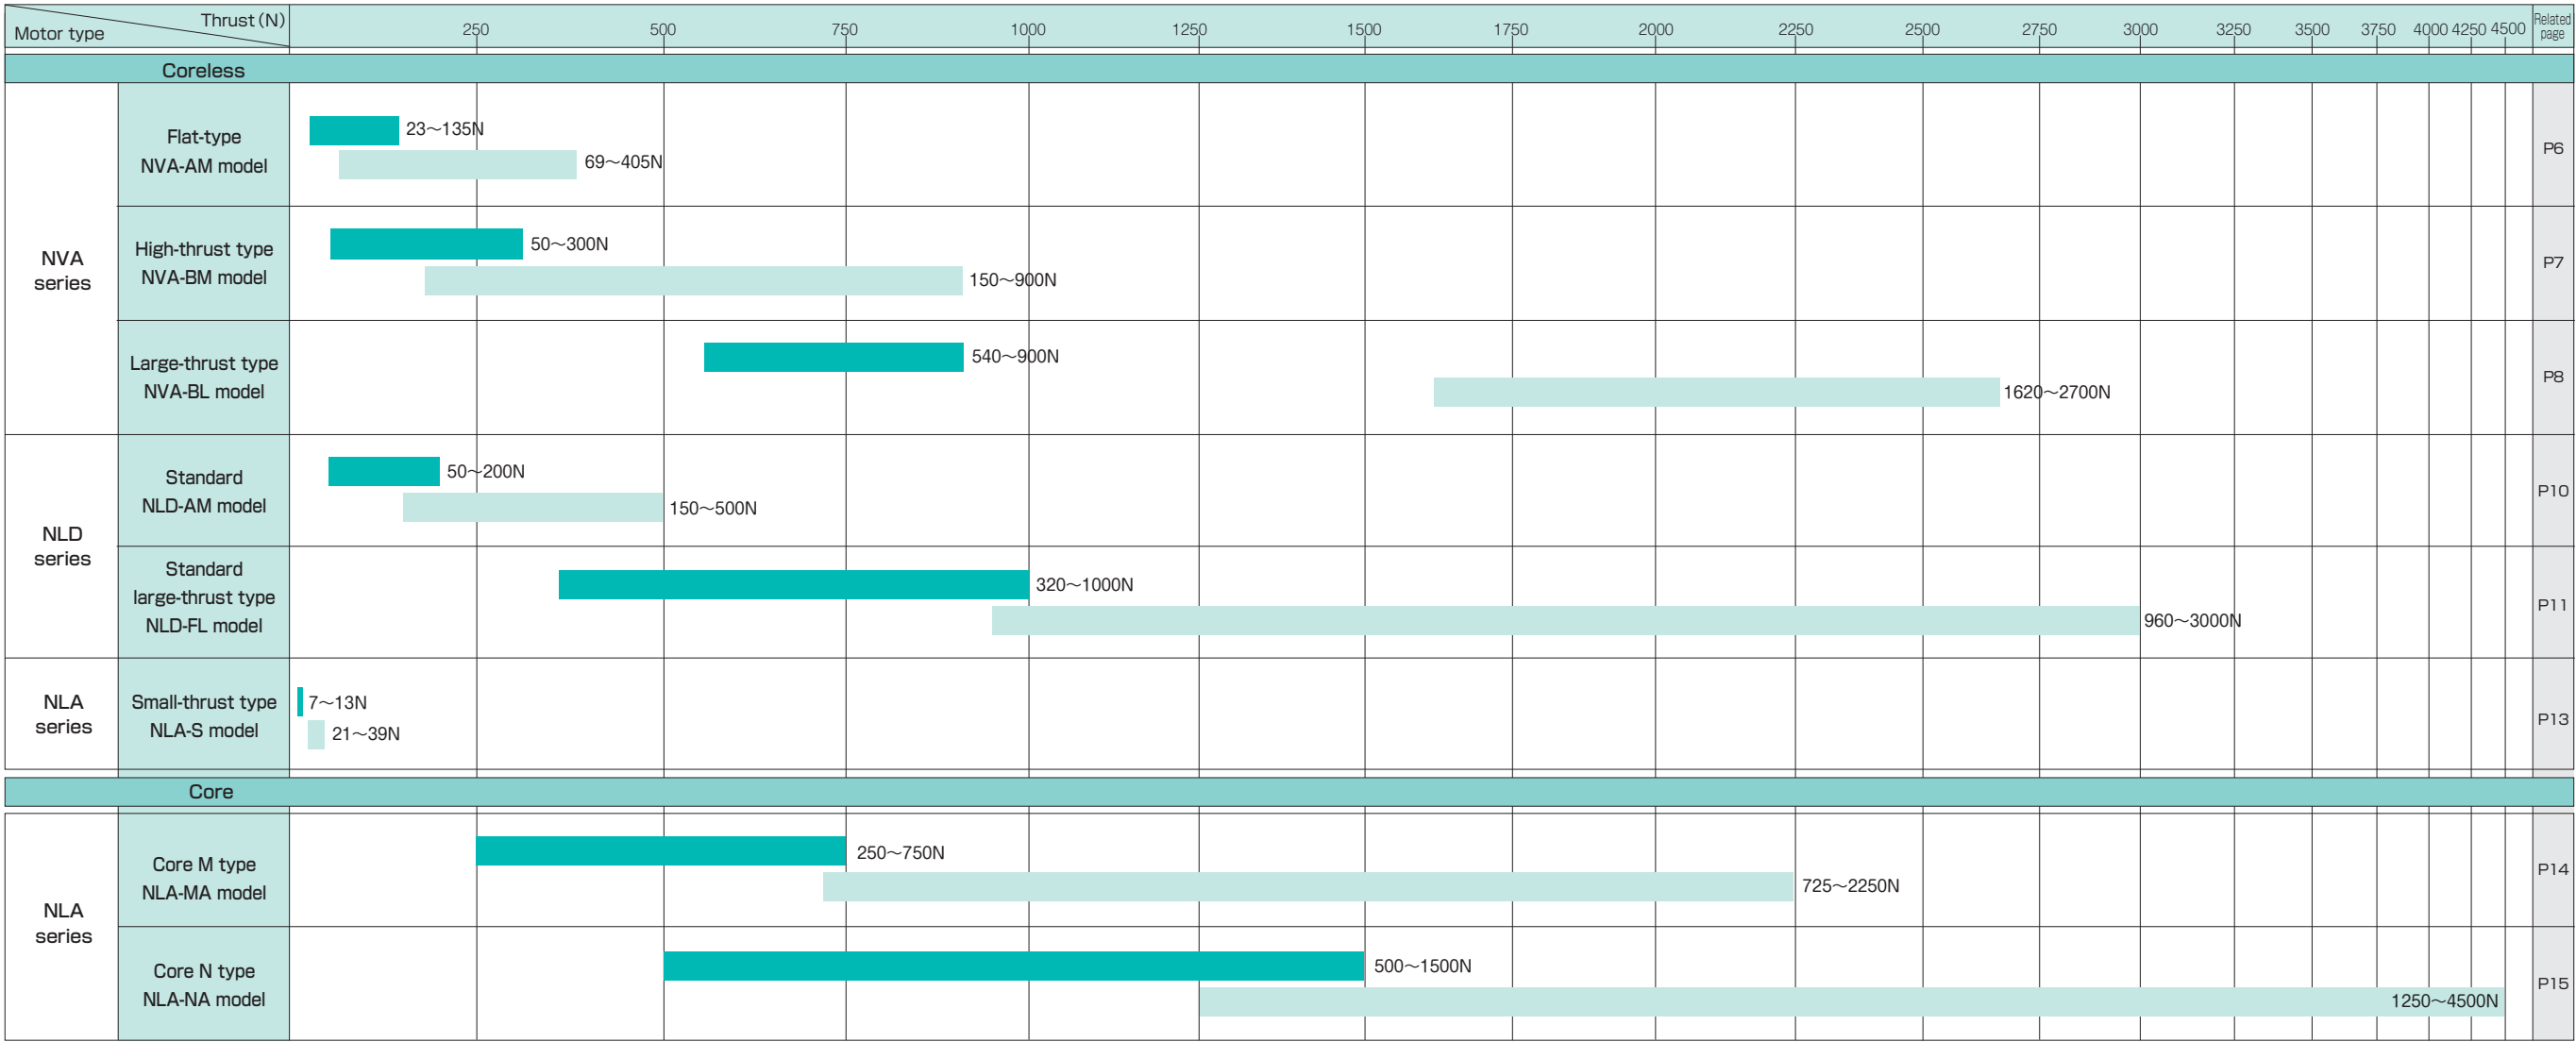 Thrust(N)
Motor type
250 500 750 1000 1250 1500 1750 2000 2250 2500 2750 3000 3250 3500 3750 4000 4250 4500
Related
page
Coreless
NVA
series
Flat-type
NVA-AM model
23～135N
69～405N
P6
High-thrust type
NVA-BM model
50～300N
150～900N
P7
Large-thrust type
NVA-BL model
540～900N
1620～2700N
P8
NLD
series
Standard
NLD-AM model
50～200N
150～500N
P10
Standard
large-thrust type
NLD-FL model
320～1000N
960～3000N
P11
NLA
series
Small-thrust type
NLA-S model
7～13N
21～39N
P13
Core
NLA
series
Core M type
NLA-MA model
250～750N
725～2250N
P14
Core N type
NLA-NA model
500～1500N
1250～4500N
P15